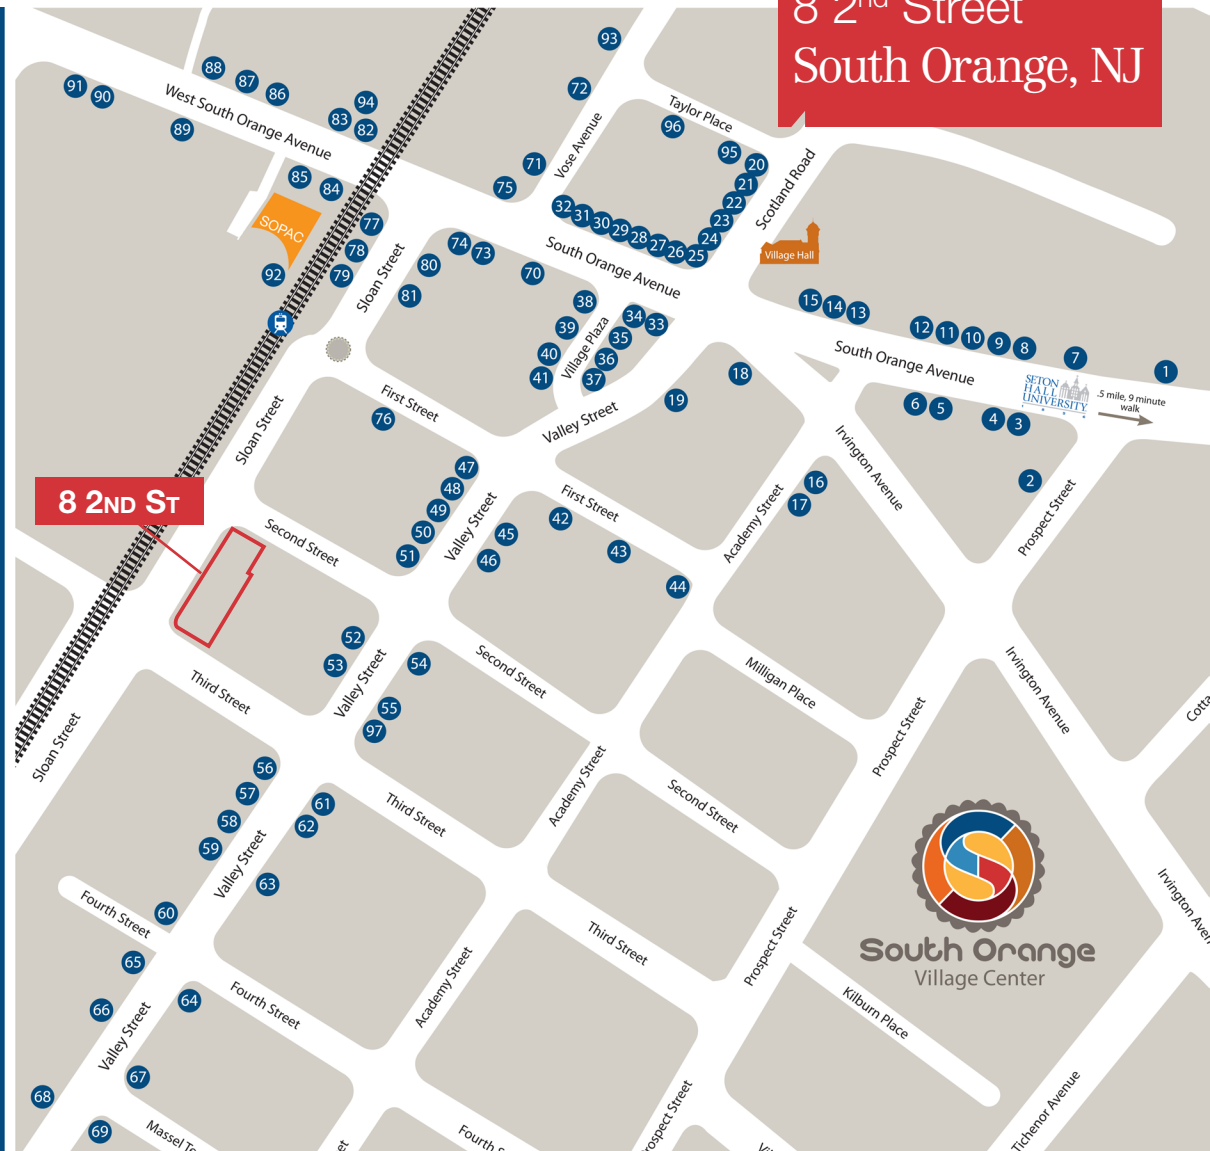 8 2nd Street
South Orange, NJ
93
88
87
86
72
91
90
94
83
82
89
West South Orange Avenue
Taylor Place
96
Vose Avenue
95
20
71
75
85
84
21
22
23
24
25
Scotland Road
32
31
30
29
28
27
26
SOPAC
77
78
79
92
Sloan Street
74
73
80
81
70
South Orange Avenue
Village Hall
38
39
40
41
Village Plaza
34
33
35
36
37
15
14
13
12
11
10
9
8
7
1
South Orange Avenue
SETON
HALL
UNIVERSITY
.5 mile, 9 minute
walk
18
19
6
5
4
3
2
First Street
76
Valley Street
Sloan Street
Irvington Avenue
47
48
49
50
51
16
17
8 2ND ST
Second Street
Valley Street
First Street
42
45
46
43
44
Academy Street
Prospect Street
52
53
54
55
97
Valley Street
Second Street
Milligan Place
Irvington Avenue
Third Street
Sloan Street
Prospect Street
56
57
58
59
61
62
63
Third Street
Academy Street
Second Street
Valley Street
Fourth Street
60
65
66
64
Fourth Street
Academy Street
Third Street
Prospect Street
South Orange
Village Center
Irvington Aven
Kilburn Place
Valley Street
67
68
69
Massel Te
Fourth S
rospect Street
Tichenor Avenue
Cotta